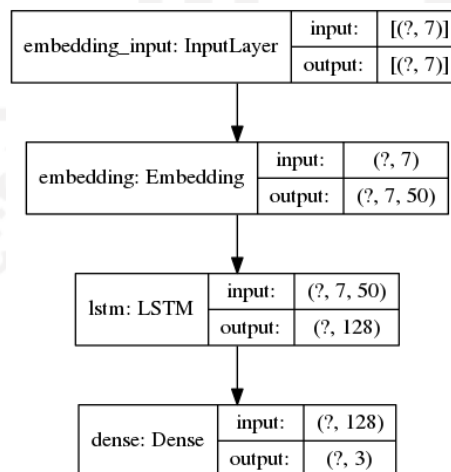 embedding_input: InputLayer
input: [(?, 7)]
output: [(?, 7)]
embedding: Embedding
input: (?, 7)
output: (?, 7, 50)
lstm: LSTM
input: (?, 7, 50)
output: (?, 128)
dense: Dense
input: (?, 128)
output: (?, 3)